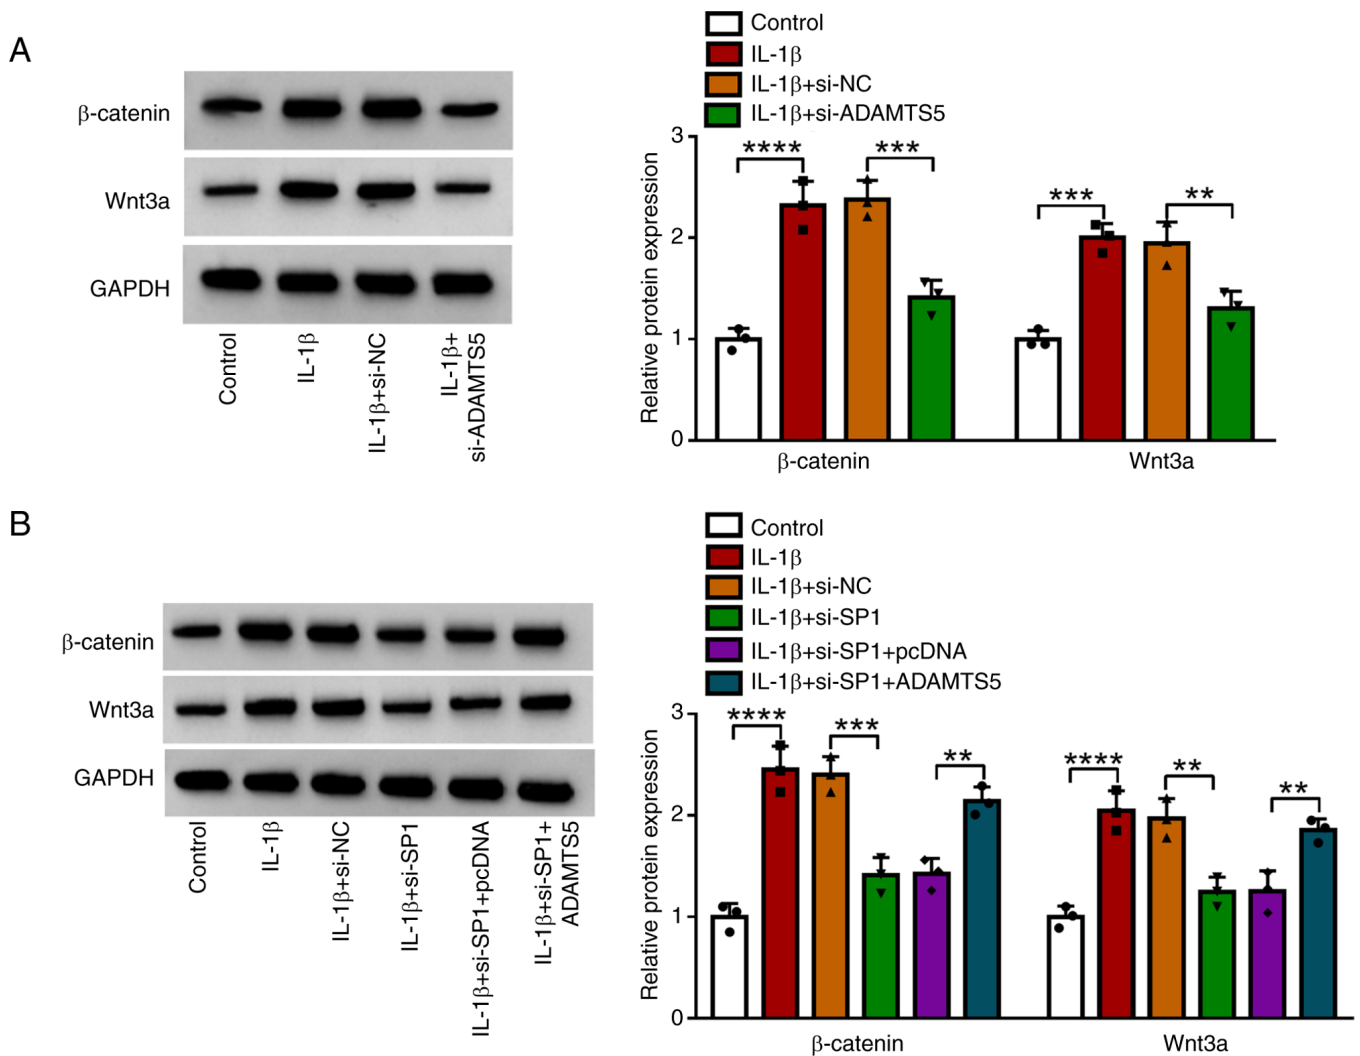 A
β-catenin
Wnt3a
GAPDH
Control
IL-1β
IL-1β+si-NC
IL-1β+
si-ADAMTS5
Control
IL-1β
IL-1β+si-NC
IL-1β+si-ADAMTS5
Relative protein expression
3
2
1
0
****
***
***
**
β-catenin
Wnt3a
B
β-catenin
Wnt3a
GAPDH
Control
IL-1β
IL-1β+si-NC
IL-1β+si-SP1
IL-1β+si-SP1+pcDNA
IL-1β+si-SP1+
ADAMTS5
Control
IL-1β
IL-1β+si-NC
IL-1β+si-SP1
IL-1β+si-SP1+pcDNA
IL-1β+si-SP1+ADAMTS5
Relative protein expression
3
2
1
0
****
***
**
****
**
**
β-catenin
Wnt3a